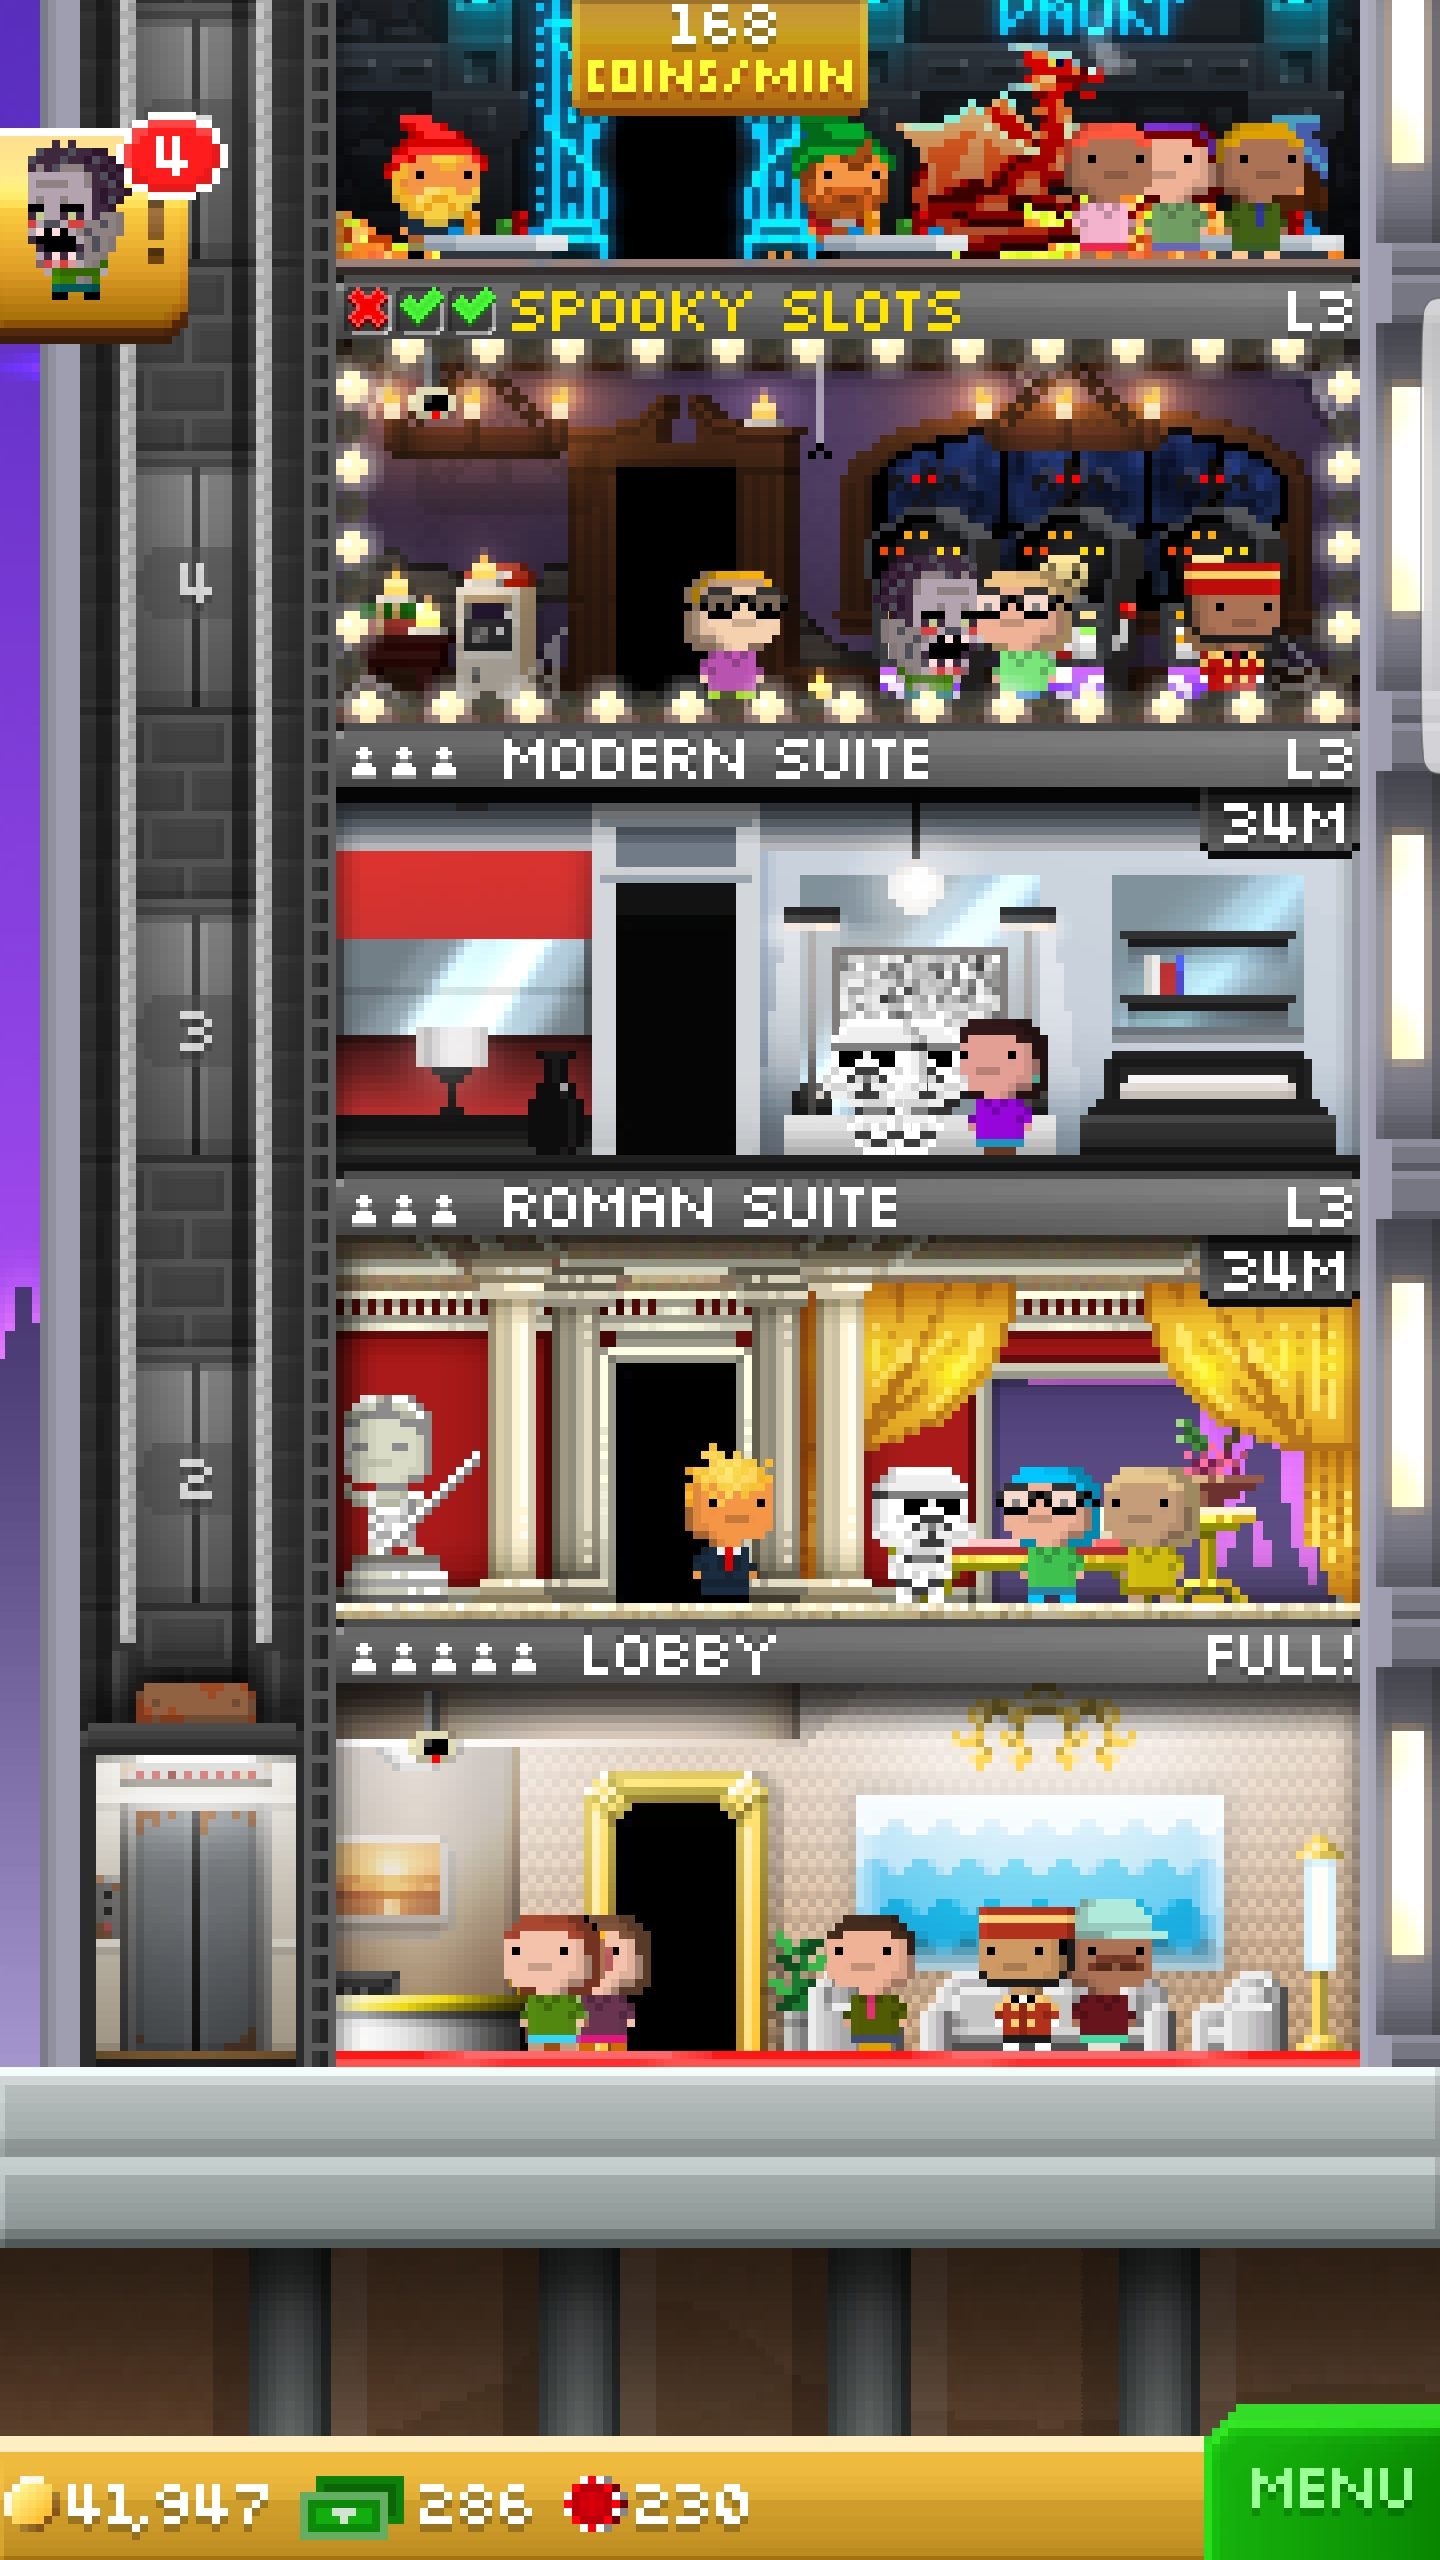 168
COINS/MIN
4
!
SPOOKY SLOTS L3
4
MODERN SUITE L3
34M
3
ROMAN SUITE L3
34M
2
LOBBY FULL!
41,947 286 230
MENU